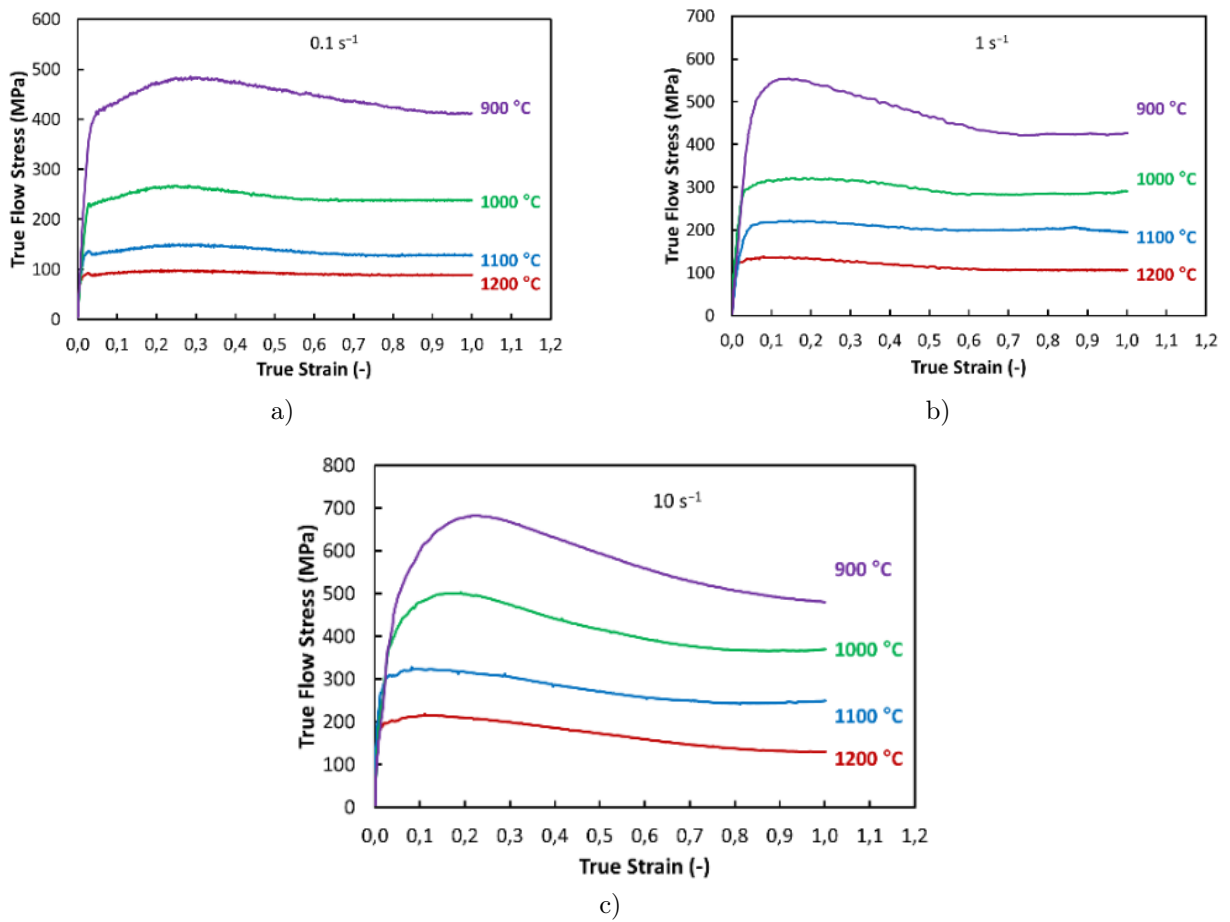 600
500
400
300
200
100
0
True Flow Stress (MPa)
0.1 s⁻¹
900 °C
1000 °C
1100 °C
1200 °C
0,0 0,1 0,2 0,3 0,4 0,5 0,6 0,7 0,8 0,9 1,0 1,1 1,2
True Strain (-)
a)
700
600
500
400
300
200
100
0
True Flow Stress (MPa)
1 s⁻¹
900 °C
1000 °C
1100 °C
1200 °C
0,0 0,1 0,2 0,3 0,4 0,5 0,6 0,7 0,8 0,9 1,0 1,1 1,2
True Strain (-)
b)
800
700
600
500
400
300
200
100
0
True Flow Stress (MPa)
10 s⁻¹
900 °C
1000 °C
1100 °C
1200 °C
0,0 0,1 0,2 0,3 0,4 0,5 0,6 0,7 0,8 0,9 1,0 1,1 1,2
True Strain (-)
c)